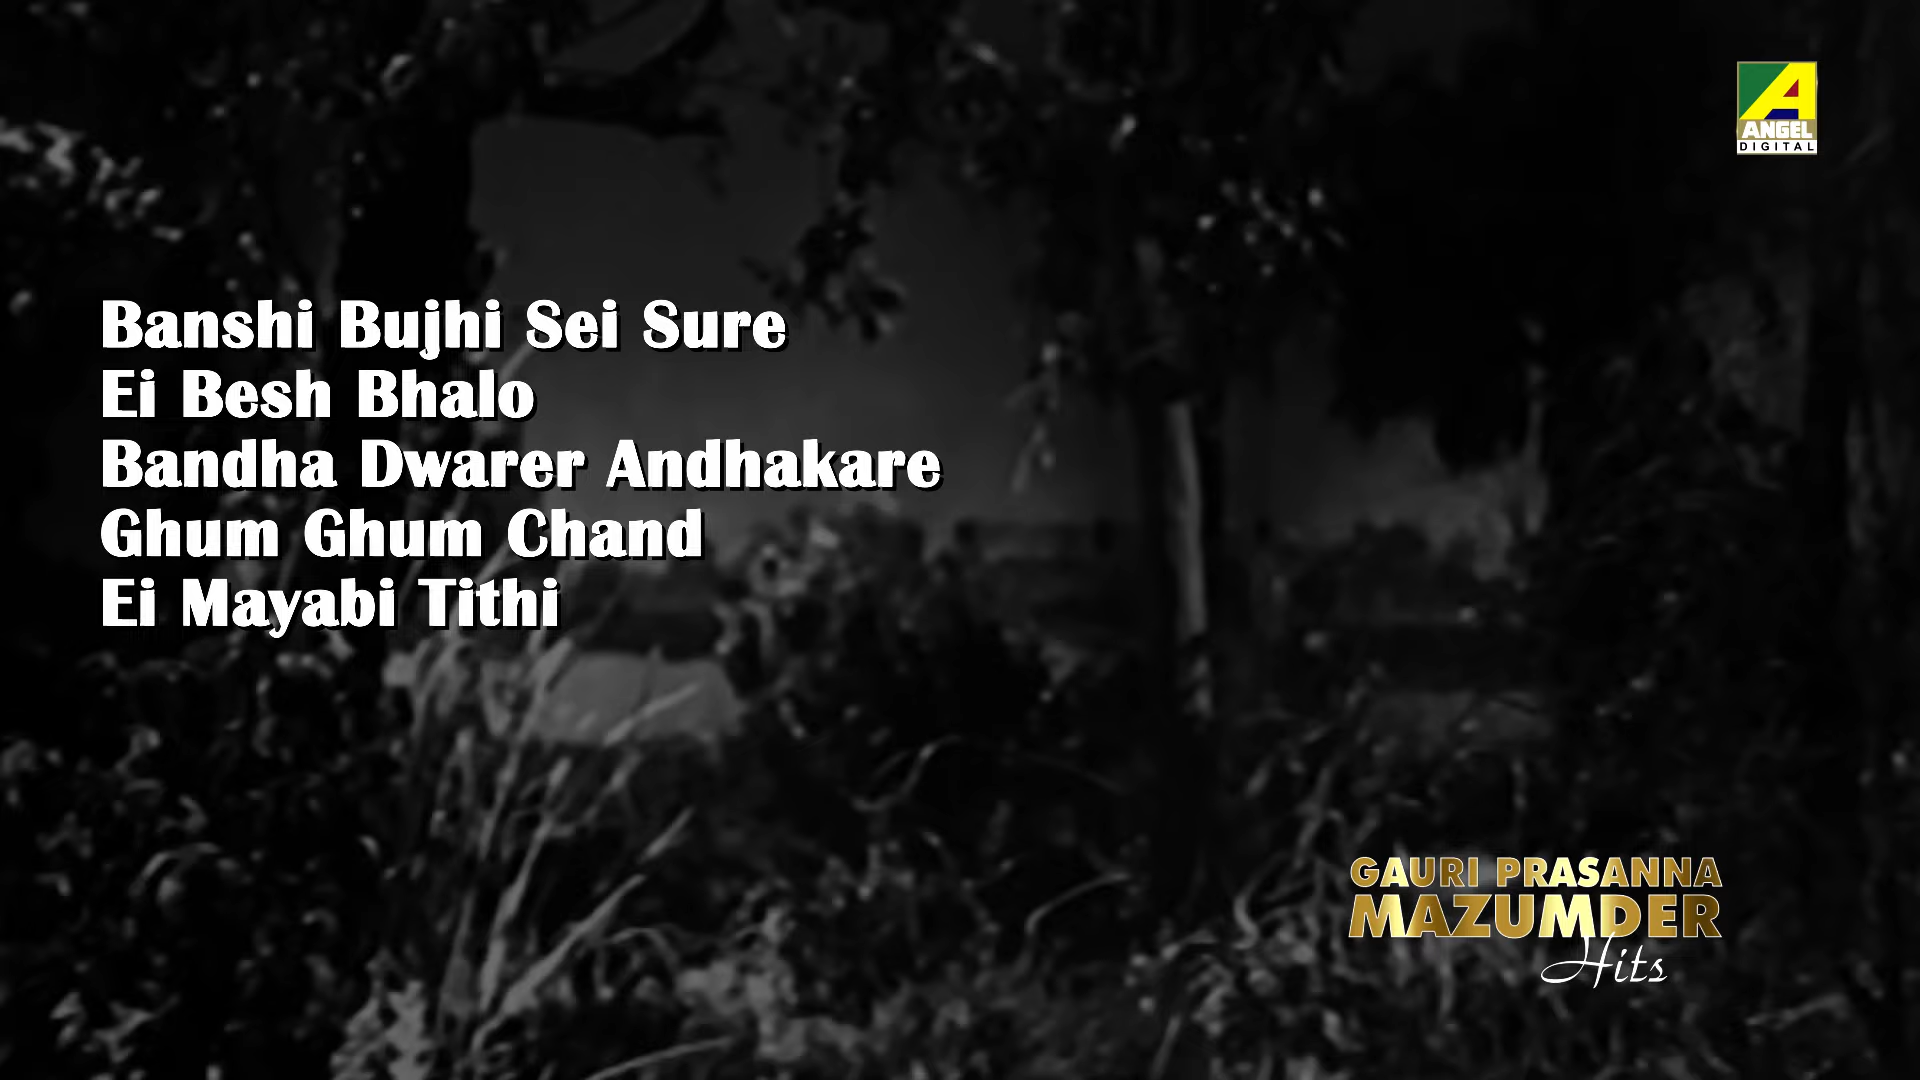 ANGEL
DIGITAL
Banshi Bujhi Sei Sure
Ei Besh Bhalo
Bandha Dwarer Andhakare
Ghum Ghum Chand
Ei Mayabi Tithi
GAURI PRASANNA
MAZUMDER
Hits